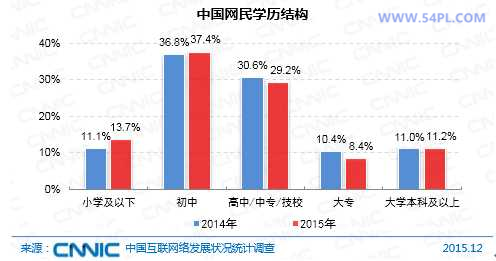 中国网民学历结构
WWW.54PL.COM
40%
30%
20%
10%
0%
11.1% 13.7% 36.8% 37.4% 30.6% 29.2% 10.4% 8.4% 11.0% 11.2%
小学及以下 初中 高中/中专/技校 大专 大学本科及以上
2014年 2015年
来源: CNNIC 中国互联网络发展状况统计调查 2015.12